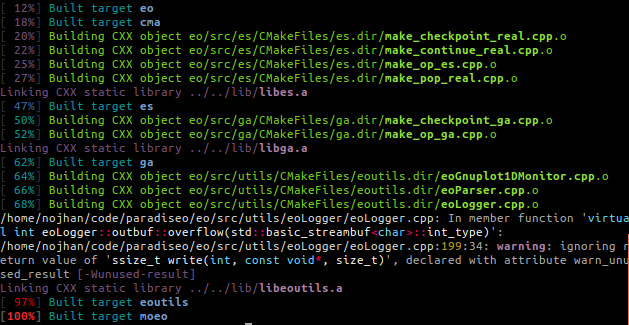 [ 12%] Built target eo
[ 18%] Built target cma
[ 20%] Building CXX object eo/src/es/CMakeFiles/es.dir/make_checkpoint_real.cpp.o
[ 22%] Building CXX object eo/src/es/CMakeFiles/es.dir/make_continue_real.cpp.o
[ 25%] Building CXX object eo/src/es/CMakeFiles/es.dir/make_op_es.cpp.o
[ 27%] Building CXX object eo/src/es/CMakeFiles/es.dir/make_pop_real.cpp.o
Linking CXX static library ../../lib/libes.a
[ 47%] Built target es
[ 50%] Building CXX object eo/src/ga/CMakeFiles/ga.dir/make_checkpoint_ga.cpp.o
[ 52%] Building CXX object eo/src/ga/CMakeFiles/ga.dir/make_op_ga.cpp.o
Linking CXX static library ../../lib/libga.a
[ 62%] Built target ga
[ 64%] Building CXX object eo/src/utils/CMakeFiles/eoutils.dir/eoGnuplot1DMonitor.cpp.o
[ 66%] Building CXX object eo/src/utils/CMakeFiles/eoutils.dir/eoParser.cpp.o
[ 68%] Building CXX object eo/src/utils/CMakeFiles/eoutils.dir/eoLogger.cpp.o
/home/nojhan/code/paradiseo/eo/src/utils/eoLogger/eoLogger.cpp: In member function 'virtua
l int eoLogger::outbuf::overflow(std::basic_streambuf<char>::int_type)':
/home/nojhan/code/paradiseo/eo/src/utils/eoLogger/eoLogger.cpp:199:34: warning: ignoring r
eturn value of 'ssize_t write(int, const void*, size_t)', declared with attribute warn_unu
sed_result [-Wunused-result]
Linking CXX static library ../../lib/libeoutils.a
[ 97%] Built target eoutils
[100%] Built target moeo